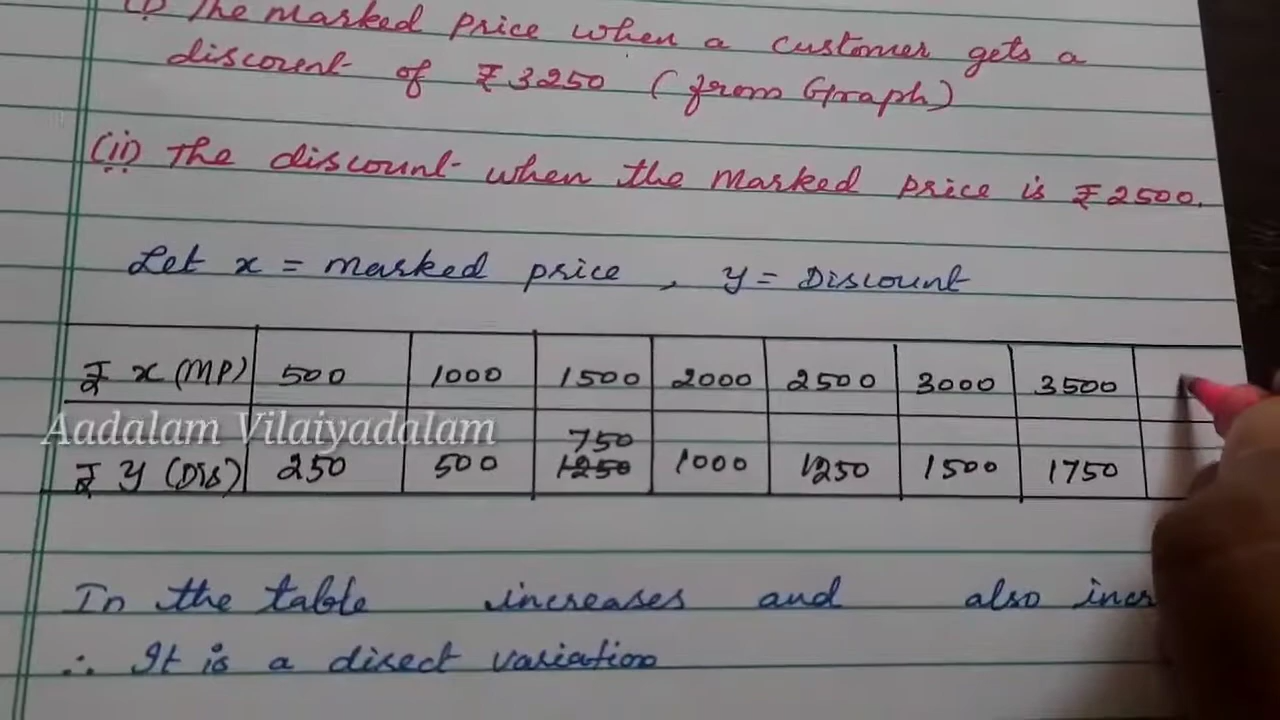 (i) The marked price when a customer gets a
discount of ₹3250 (from Graph)
(ii) The discount when the marked price is ₹2500.
Let x = marked price , y = Discount
₹ x (MP) 500 1000 1500 2000 2500 3000 3500
Aadalam Vilaiyadalam
750
₹ y (Dis) 250 500 1250 1000 1250 1500 1750
In the table increases and also incr
∴ It is a direct variation